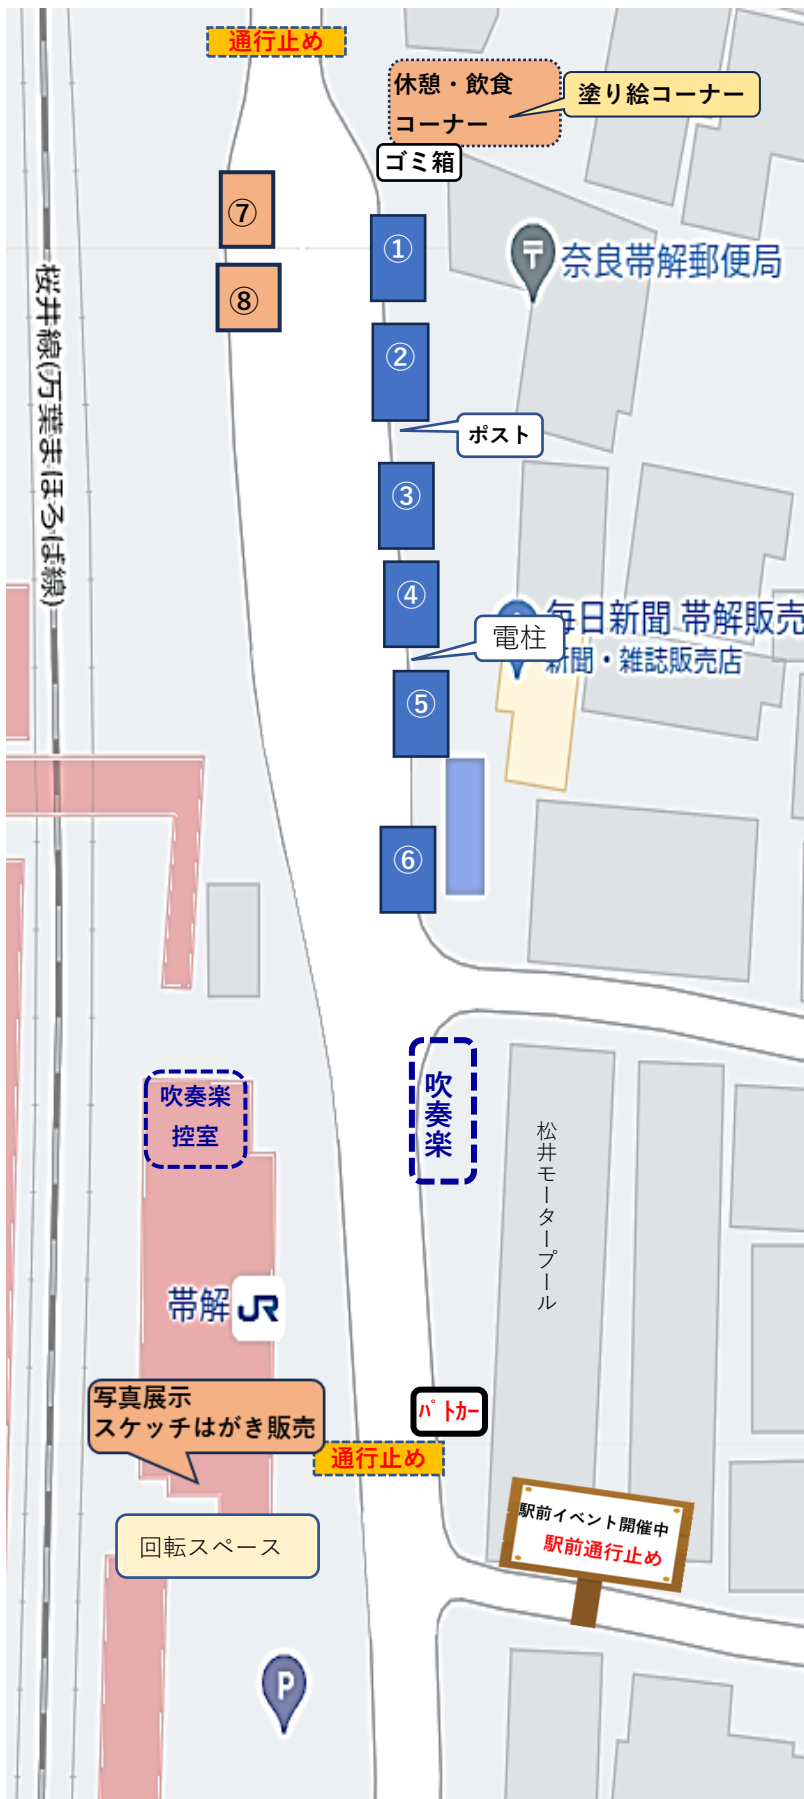 通行止め
休憩・飲食
コーナー
塗り絵コーナー
ゴミ箱
⑦
①
奈良帯解郵便局
⑧
桜井線(万葉まほろば線)
②
ポスト
③
④
毎日新聞 帯解販売
電柱
新聞・雑誌販売店
⑤
⑥
吹奏楽
控室
吹奏楽
松井モータープール
帯解
JR
写真展示
スケッチはがき販売
パトカー
通行止め
駅前イベント開催中
駅前通行止め
回転スペース
P